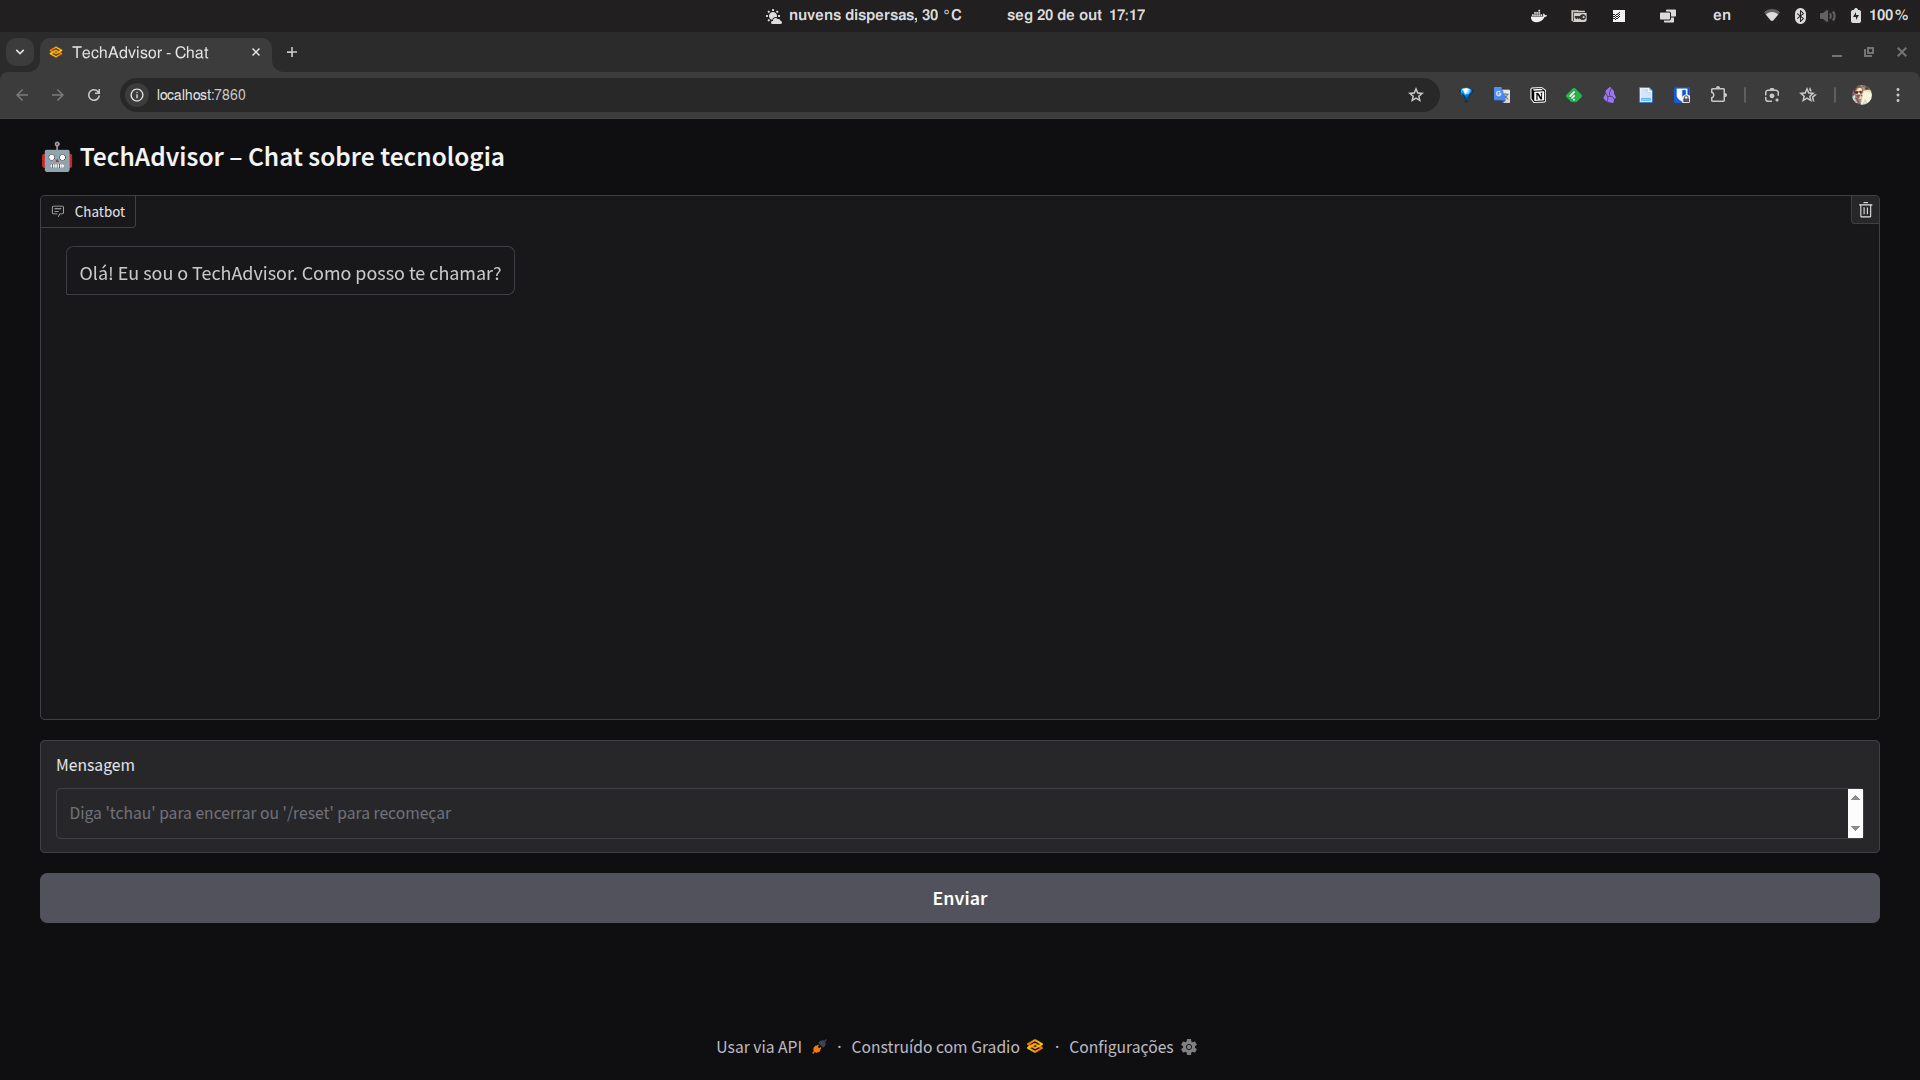 nuvens dispersas, 30 °C seg 20 de out 17:17 en 100%
TechAdvisor - Chat
localhost:7860
TechAdvisor – Chat sobre tecnologia
Chatbot
Olá! Eu sou o TechAdvisor. Como posso te chamar?
Mensagem
Diga 'tchau' para encerrar ou '/reset' para recomeçar
Enviar
Usar via API · Construído com Gradio · Configurações